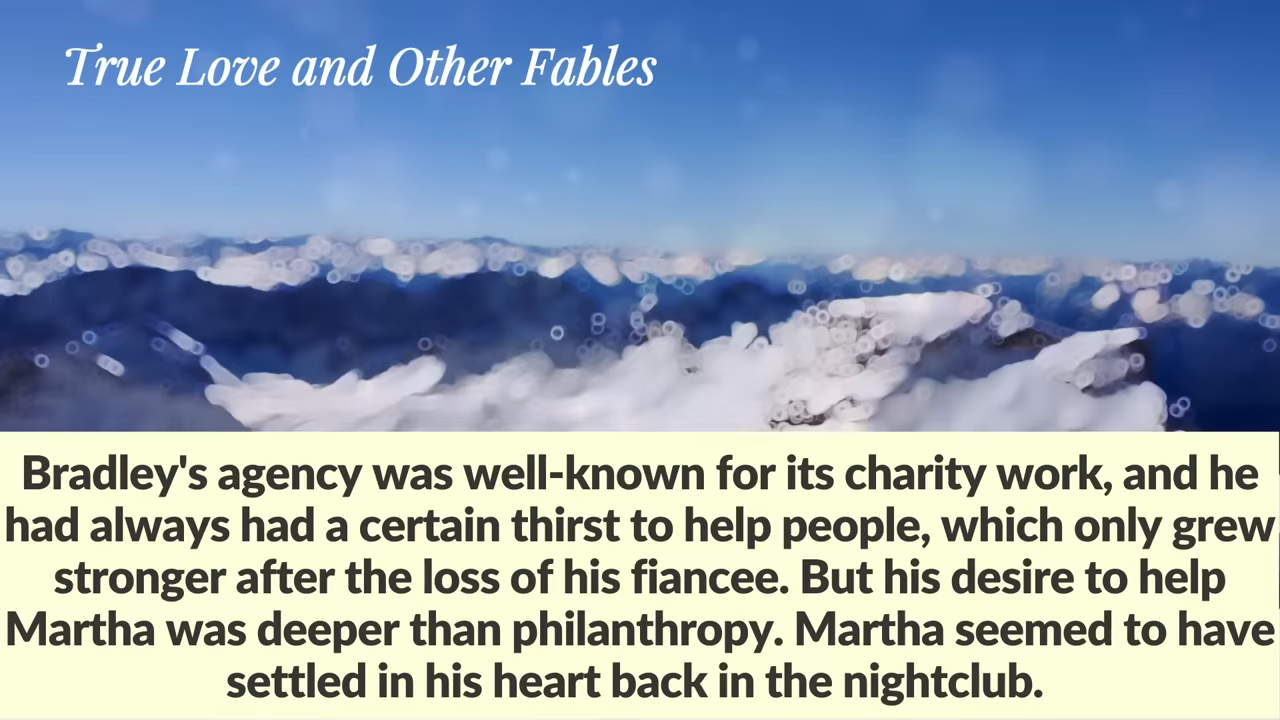 True Love and Other Fables
Bradley's agency was well-known for its charity work, and he
had always had a certain thirst to help people, which only grew
stronger after the loss of his fiancee. But his desire to help
Martha was deeper than philanthropy. Martha seemed to have
settled in his heart back in the nightclub.